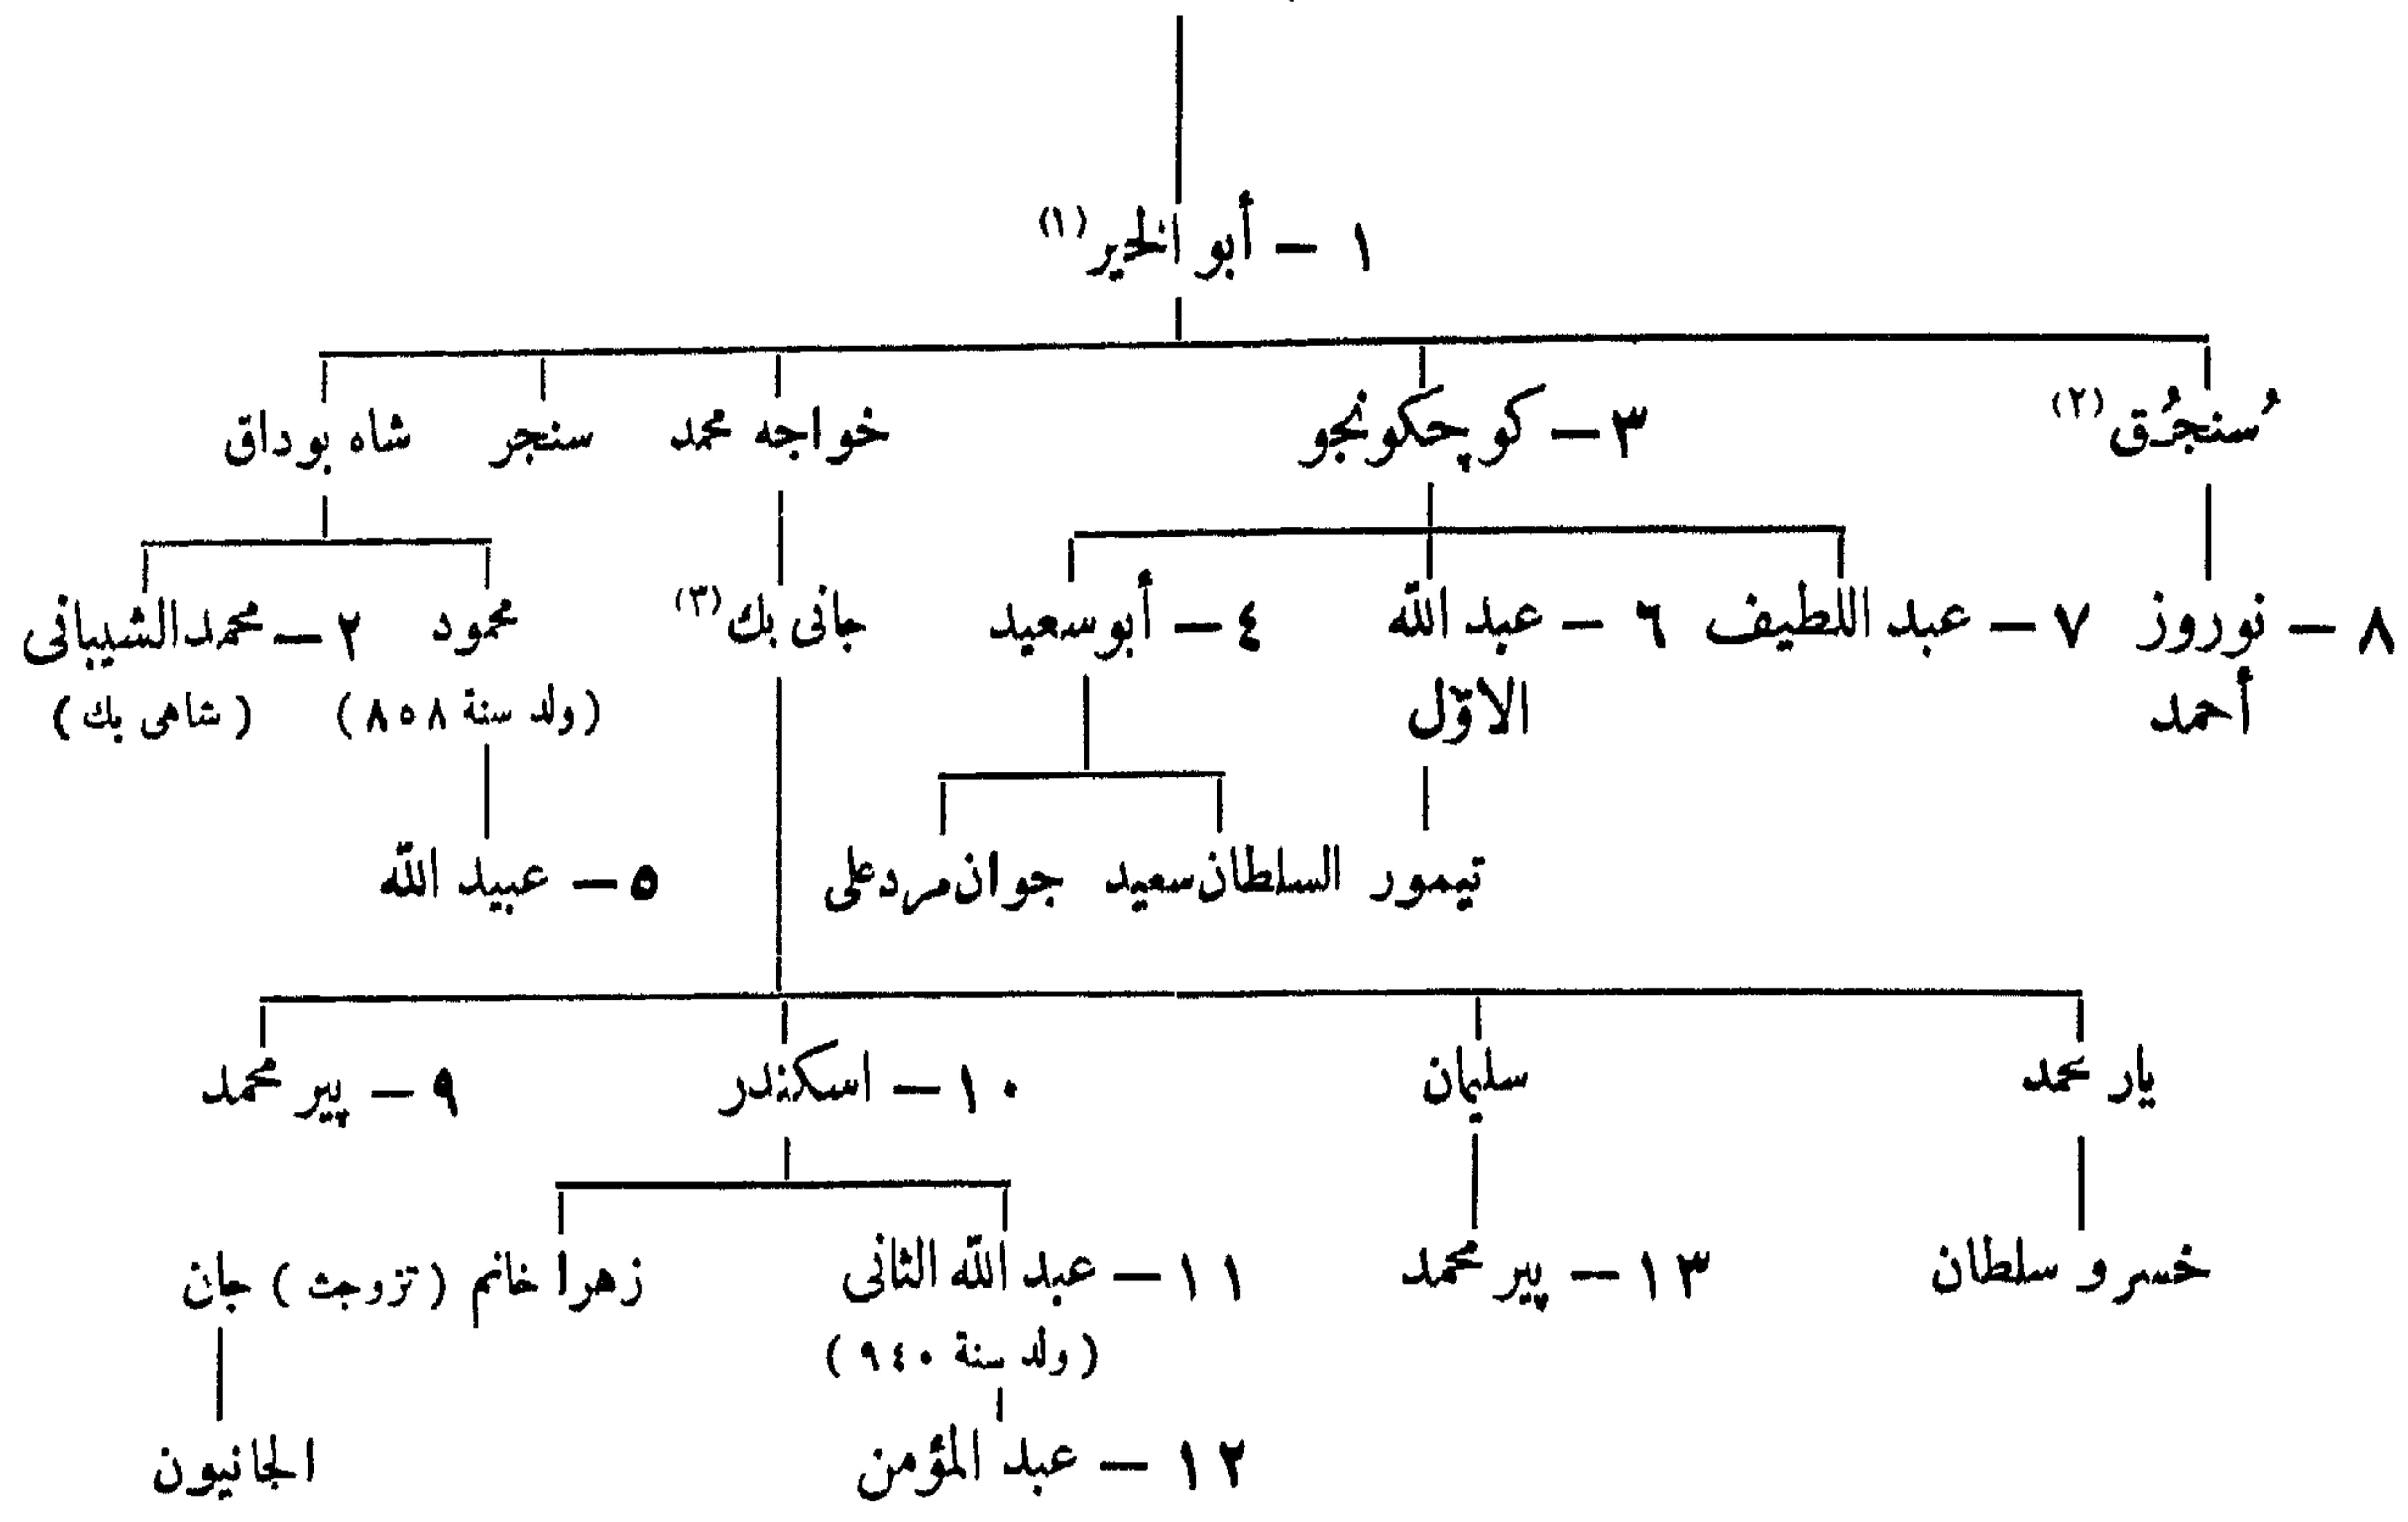 ١ – أبو الخير (١)
سُنجُرُق (٢) ٣ – كوچكونجو خواجه محمد سنجر شاه بوداق
٨ – نوروز ٧ – عبد اللطيف ٦ – عبد الله ٤ – أبو سعيد جانى بك (٣) محمود ٢ – محمد الشيبانى
أحمد الاوّل (ولد سنة ٨٥٨) (شاهى بك)
تيمور السلطان سعيد جوان مرد على ٥ – عبيد الله
يار محمد سليمان ١٠ – اسكندر ٩ – پير محمد
خسرو سلطان ١٣ – پير محمد ١١ – عبد الله الثانى زهرا خانم (تزوجت) جان
(ولد سنة ٩٤٠)
١٢ – عبد المؤمن الجانيون